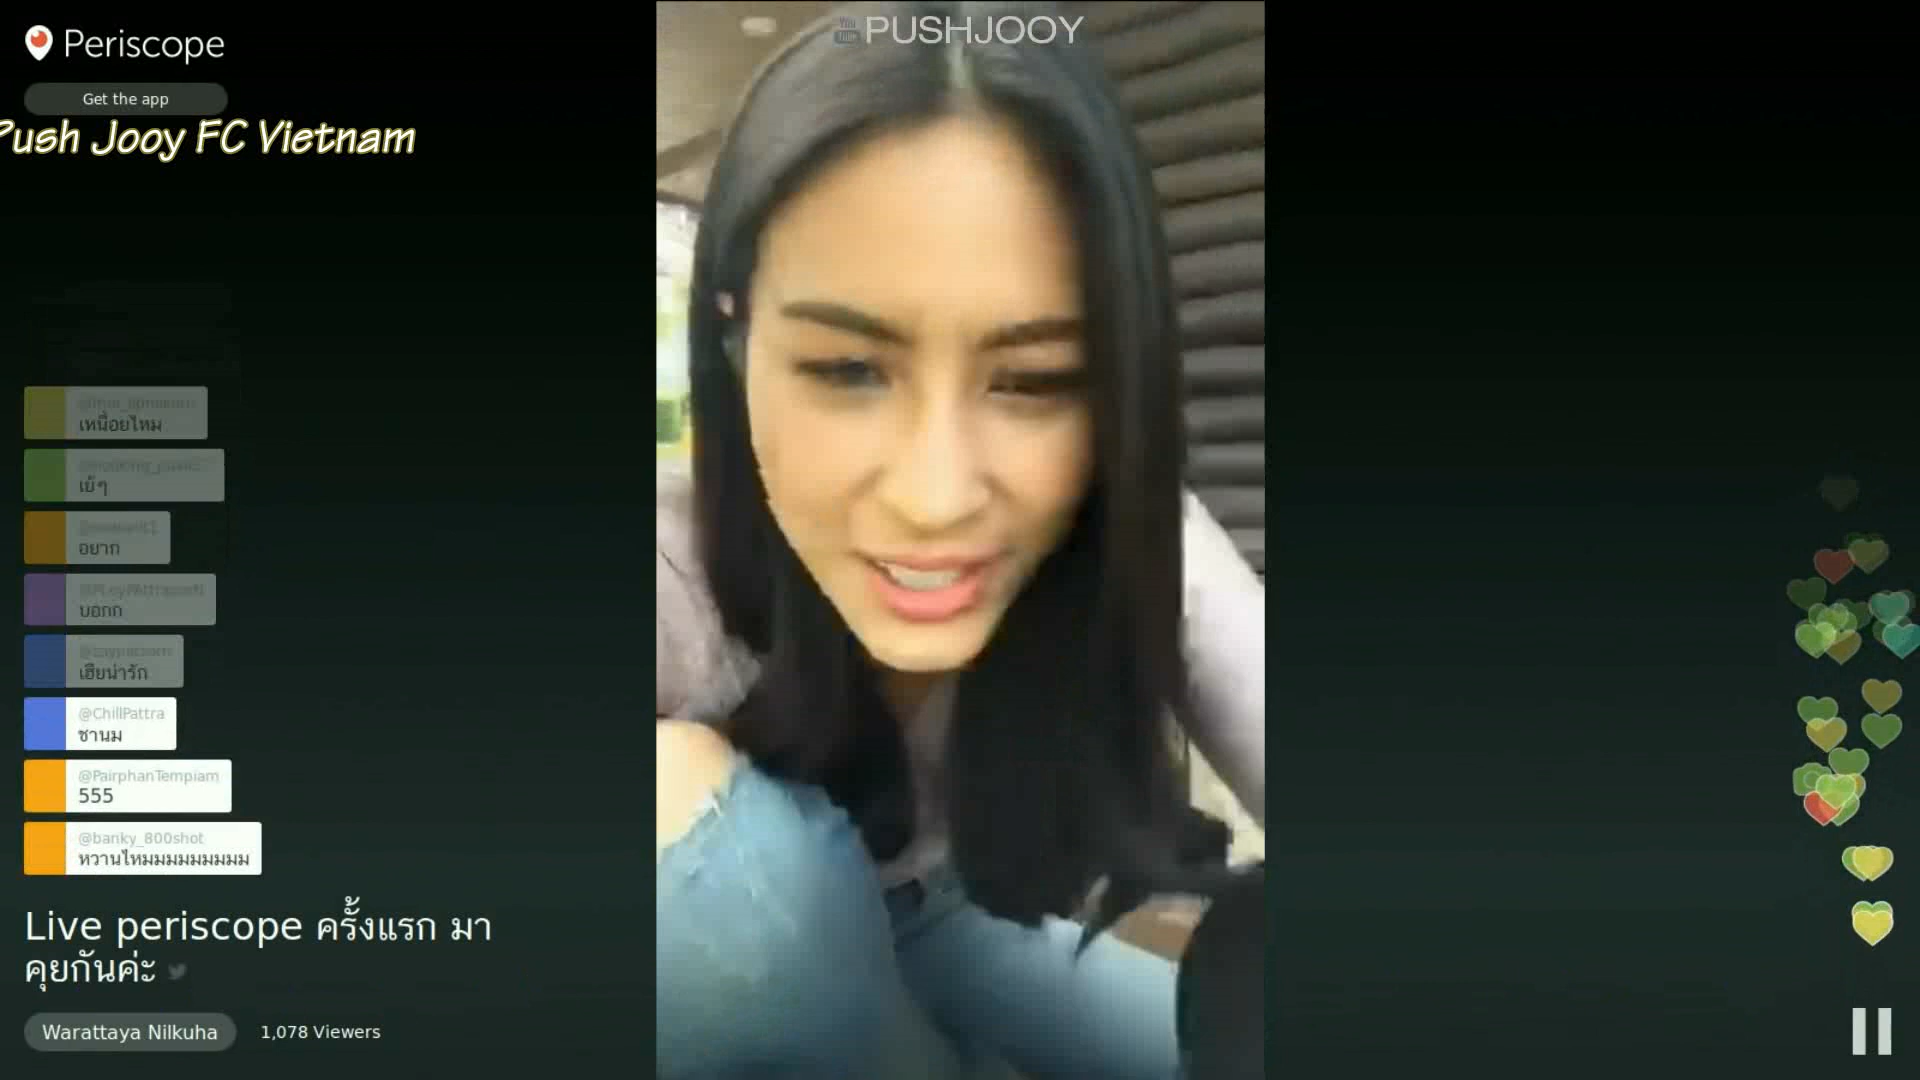 Periscope
Get the app
Push Jooy FC Vietnam
You
Tube
PUSHJOOY
เหนื่อยไหม
เย้ๆ
อยาก
บอกก
เฮียน่ารัก
@ChillPattra
ชานม
@PairphanTempiam
555
@banky_800shot
หวานไหมมมมมมมมม
Live periscope ครั้งแรก มา
คุยกันค่ะ
Warattaya Nilkuha
1,078 Viewers